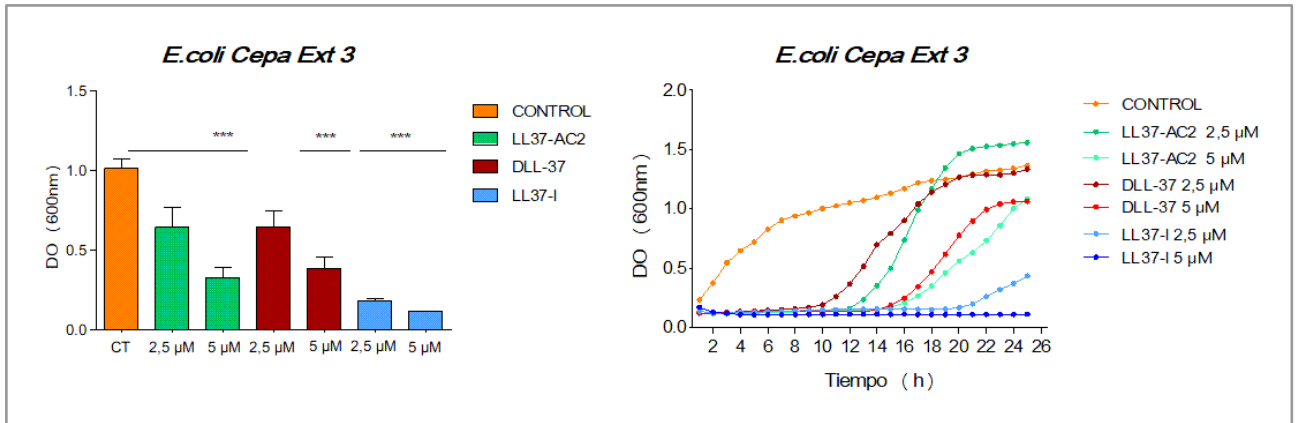 E.coli Cepa Ext 3
1.5
1.0
0.5
0.0
DO (600nm)
*** *** ***
CT 2,5 µM 5 µM 2,5 µM 5 µM 2,5 µM 5 µM
CONTROL
LL37-AC2
DLL-37
LL37-I
E.coli Cepa Ext 3
2.0
1.5
1.0
0.5
0.0
DO (600nm)
2 4 6 8 10 12 14 16 18 20 22 24 26
Tiempo (h)
CONTROL
LL37-AC2 2,5 µM
LL37-AC2 5 µM
DLL-37 2,5 µM
DLL-37 5 µM
LL37-I 2,5 µM
LL37-I 5 µM